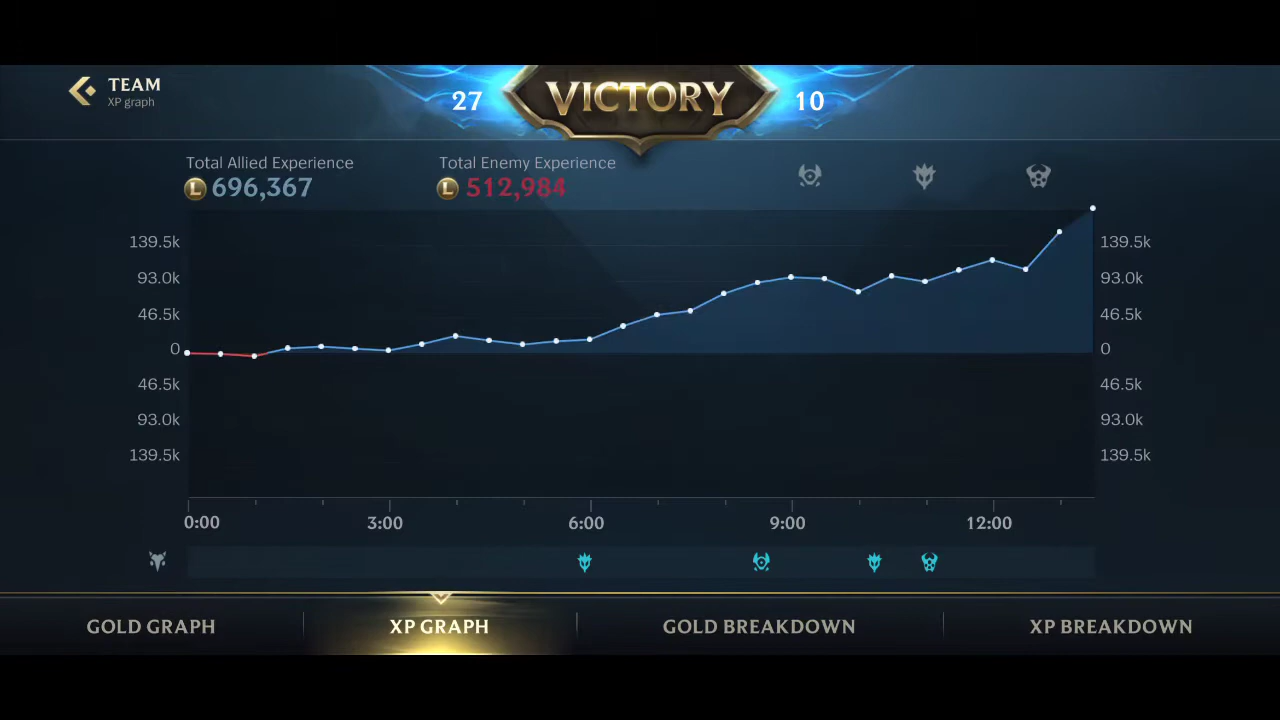 TEAM
XP graph
27
VICTORY
10
Total Allied Experience
L 696,367
Total Enemy Experience
L 512,984
139.5k
93.0k
46.5k
0
46.5k
93.0k
139.5k
139.5k
93.0k
46.5k
0
46.5k
93.0k
139.5k
0:00
3:00
6:00
9:00
12:00
GOLD GRAPH
XP GRAPH
GOLD BREAKDOWN
XP BREAKDOWN